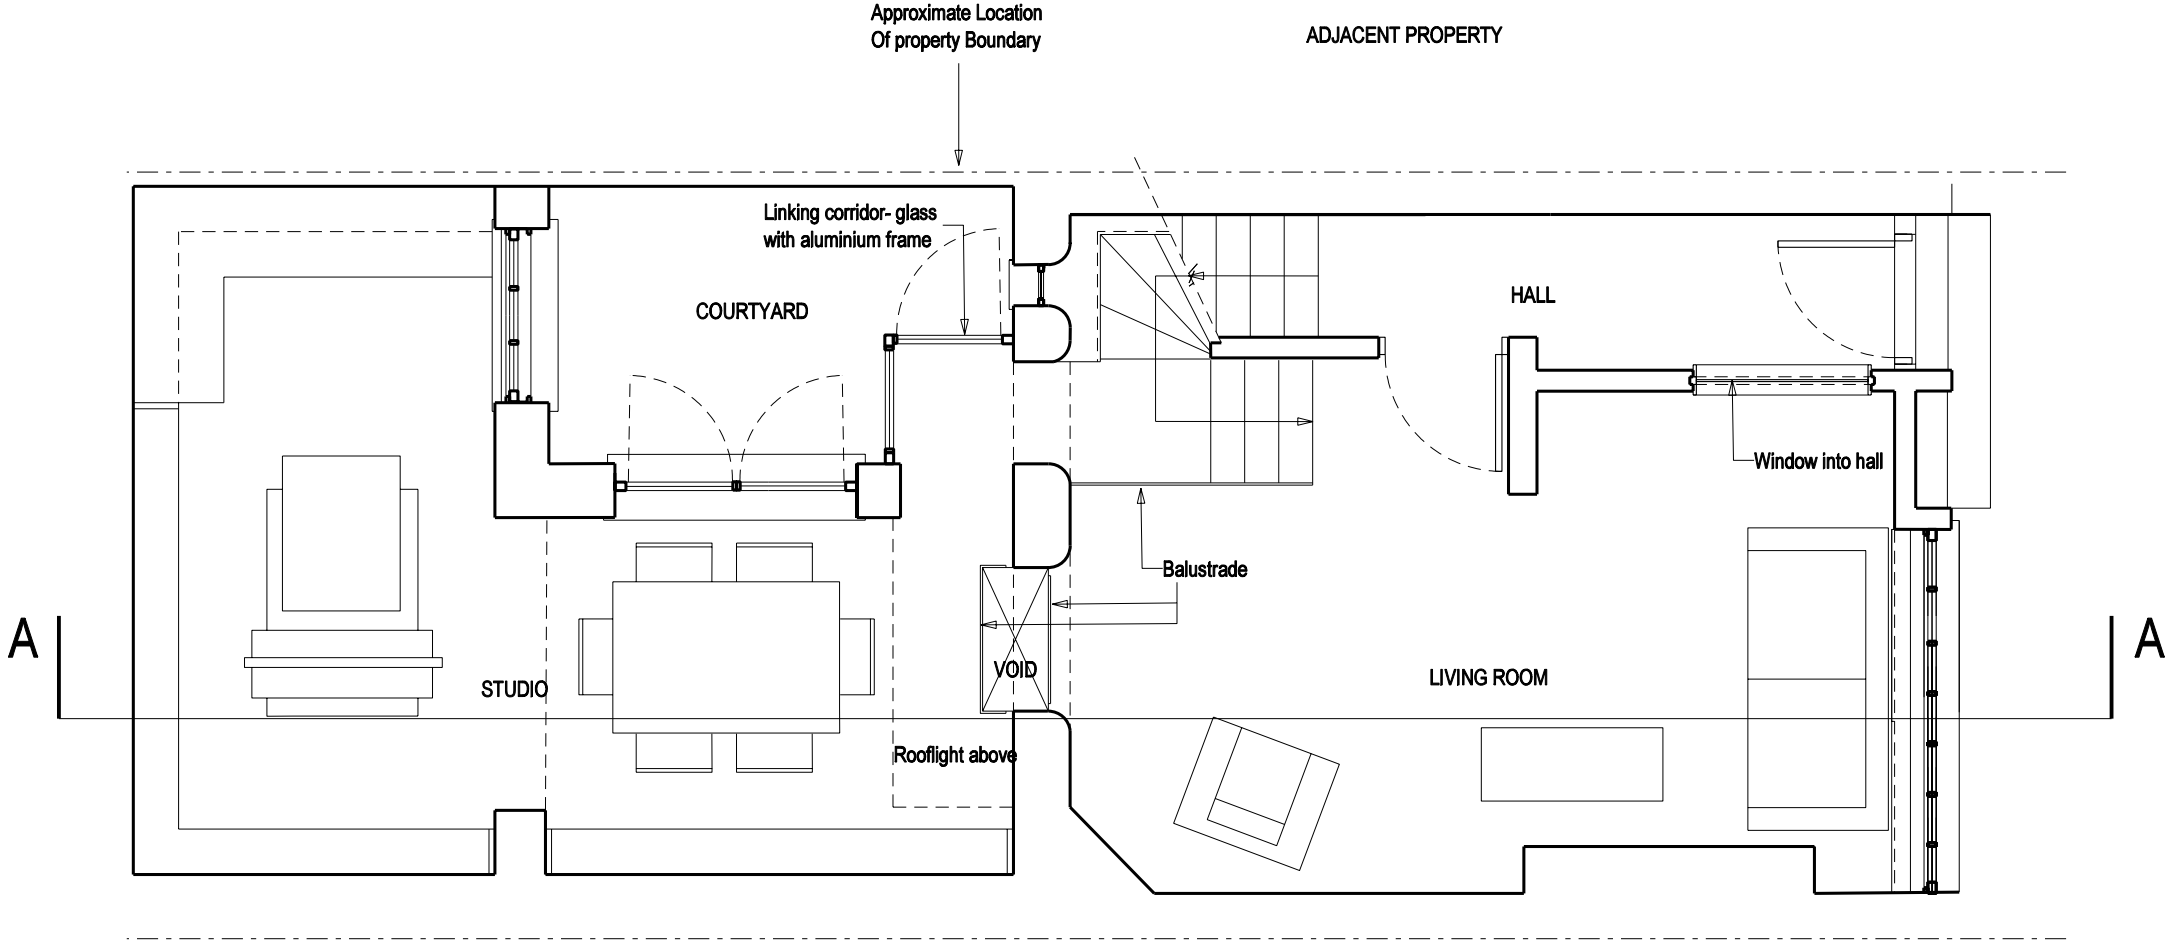 Approximate Location
Of property Boundary
ADJACENT PROPERTY
Linking corridor- glass
with aluminium frame
COURTYARD
HALL
Window into hall
Balustrade
A
A
VOID
LIVING ROOM
STUDIO
Rooflight above